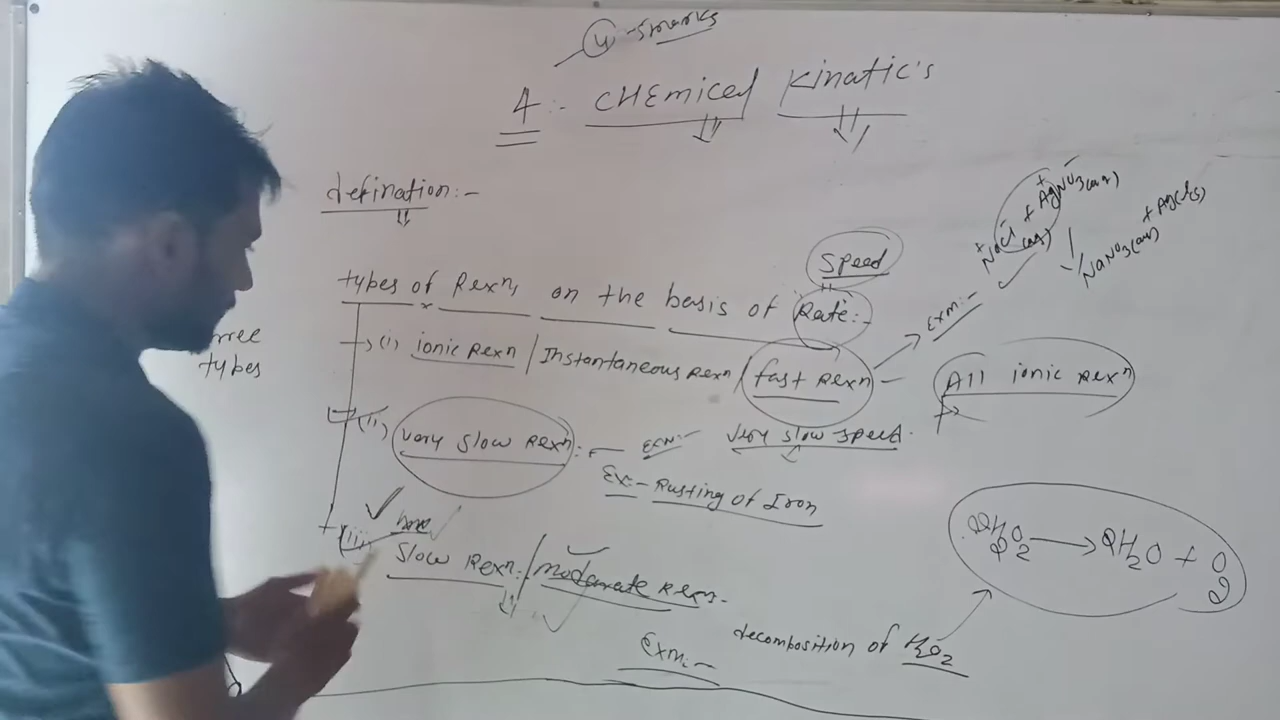 4 - 5marks
4:- CHEmical kinatic's
defination:-
Speed
types of Rexn, on the basis of Rate:-
three
types
(i) ionic Rexn / Instantaneous Rexn / fast Rexn - All ionic rexn
Exm:-
NaCl (aq) + AgNO3(aq)
NaNO3(aq) + AgCl(s)
(ii) very slow Rexn:- Exm:- very slow speed.
Ex:- Rusting of Iron
(iii) slow Rexn:/moderate rexn.
2H2O2 → 2H2O + O2
Exm:- decomposition of H2O2